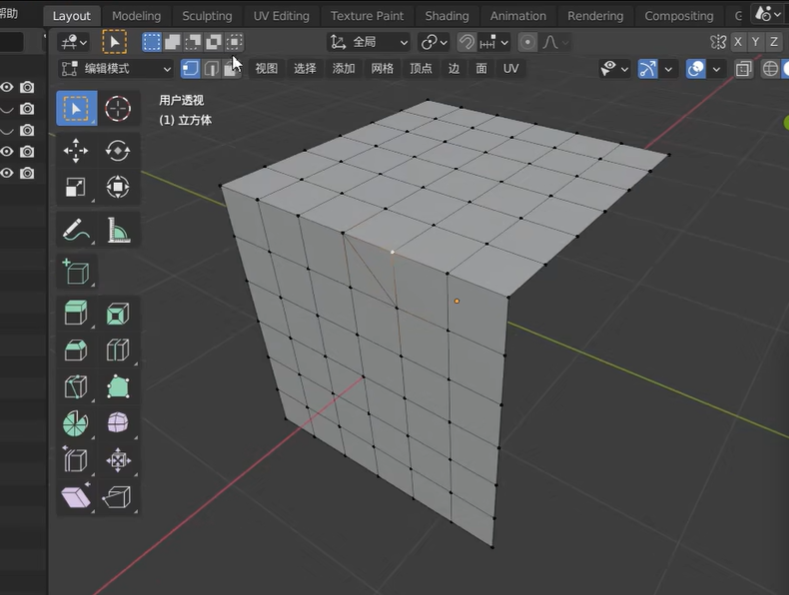 帮助 Layout Modeling Sculpting UV Editing Texture Paint Shading Animation Rendering Compositing G
全局 X Y Z
编辑模式 视图 选择 添加 网格 顶点 边 面 UV
用户透视
(1) 立方体